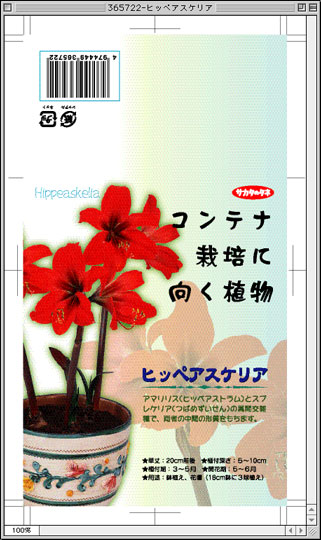 365722-ヒッペアスケリア
4 974449 365722
Hippeaskelia
サカタのタネ
コンテナ
栽培に
向く植物
ヒッペアスケリア
アマリリス(ヒッペアストラム)とスプ
レケリア(つばめずいせん)の属間交雑
種で、両者の中間の形質をもちます。
★草丈:20cm前後 ★植付深さ:5〜10cm
★植付期:3〜5月 ★開花期:5〜6月
★用途:鉢植え、花壇(18cm鉢に3球植え)
100%